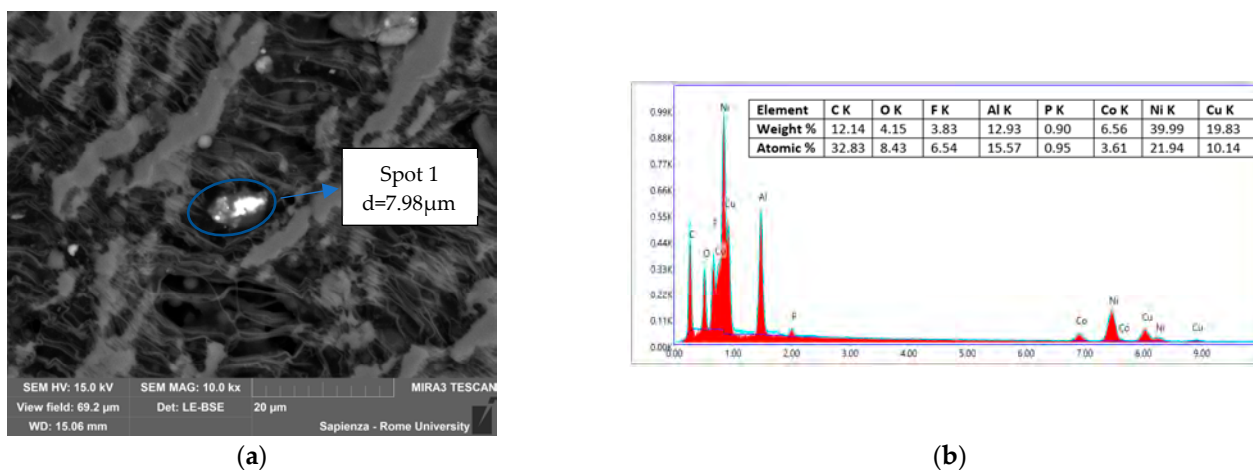 Spot 1
d=7.98µm
SEM HV: 15.0 kV SEM MAG: 10.0 kx MIRA3 TESCAN
View field: 69.2 µm Det: LE-BSE 20 µm
WD: 15.06 mm Sapienza - Rome University
(a)
Element C K O K F K Al K P K Co K Ni K Cu K
Weight % 12.14 4.15 3.83 12.93 0.90 6.56 39.99 19.83
Atomic % 32.83 8.43 6.54 15.57 0.95 3.61 21.94 10.14
0.99K
0.88K
0.77K
0.66K
0.55K
0.44K
0.33K
0.22K
0.11K
0.00K
C
O
F
Co
Ni
Cu
Al
P
Co
Ni
Co
Cu
Ni
Cu
0.00 1.00 2.00 3.00 4.00 5.00 6.00 7.00 8.00 9.00
(b)